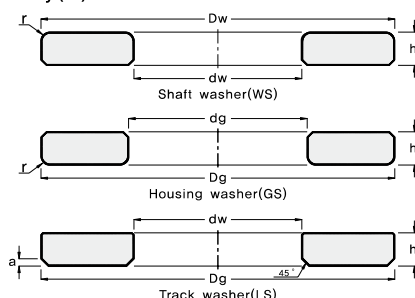 Dw
r
h
dw
Shaft washer(WS)
dg
h
r
Dg
Housing washer(GS)
dw
h
a
45°
Dg
Track washer(LS)